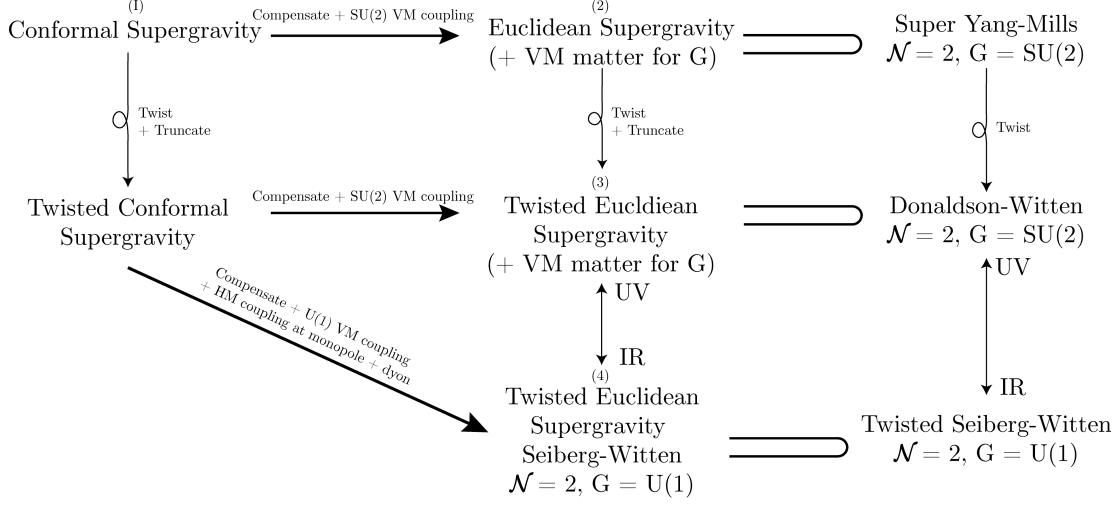 (I)
Conformal Supergravity
Compensate + SU(2) VM coupling
(2)
Euclidean Supergravity
(+ VM matter for G)
Super Yang-Mills
𝒩 = 2, G = SU(2)
Twist
+ Truncate
Twist
+ Truncate
Twist
Twisted Conformal
Supergravity
Compensate + SU(2) VM coupling
(3)
Twisted Eucldiean
Supergravity
(+ VM matter for G)
Donaldson-Witten
𝒩 = 2, G = SU(2)
Compensate + U(1) VM coupling
+ HM coupling at monopole + dyon
UV
IR
UV
IR
(4)
Twisted Euclidean
Supergravity
Seiberg-Witten
𝒩 = 2, G = U(1)
Twisted Seiberg-Witten
𝒩 = 2, G = U(1)